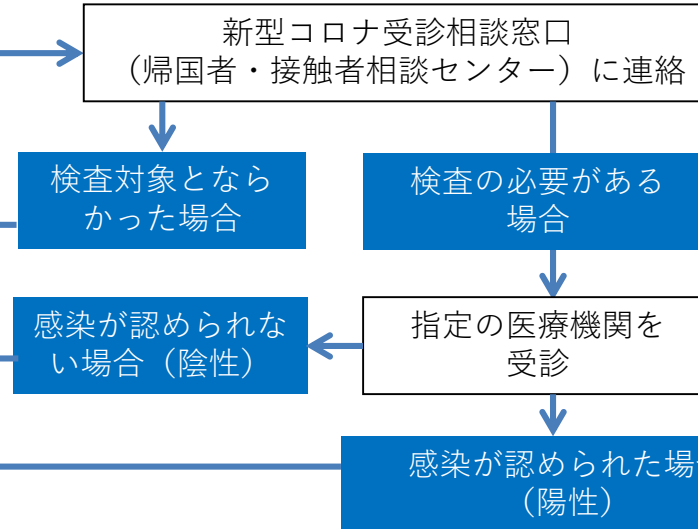 新型コロナ受診相談窓口
（帰国者・接触者相談センター）に連絡
検査対象となら
かった場合
検査の必要がある
場合
感染が認められな
い場合（陰性）
指定の医療機関を
受診
感染が認められた場合
（陽性）